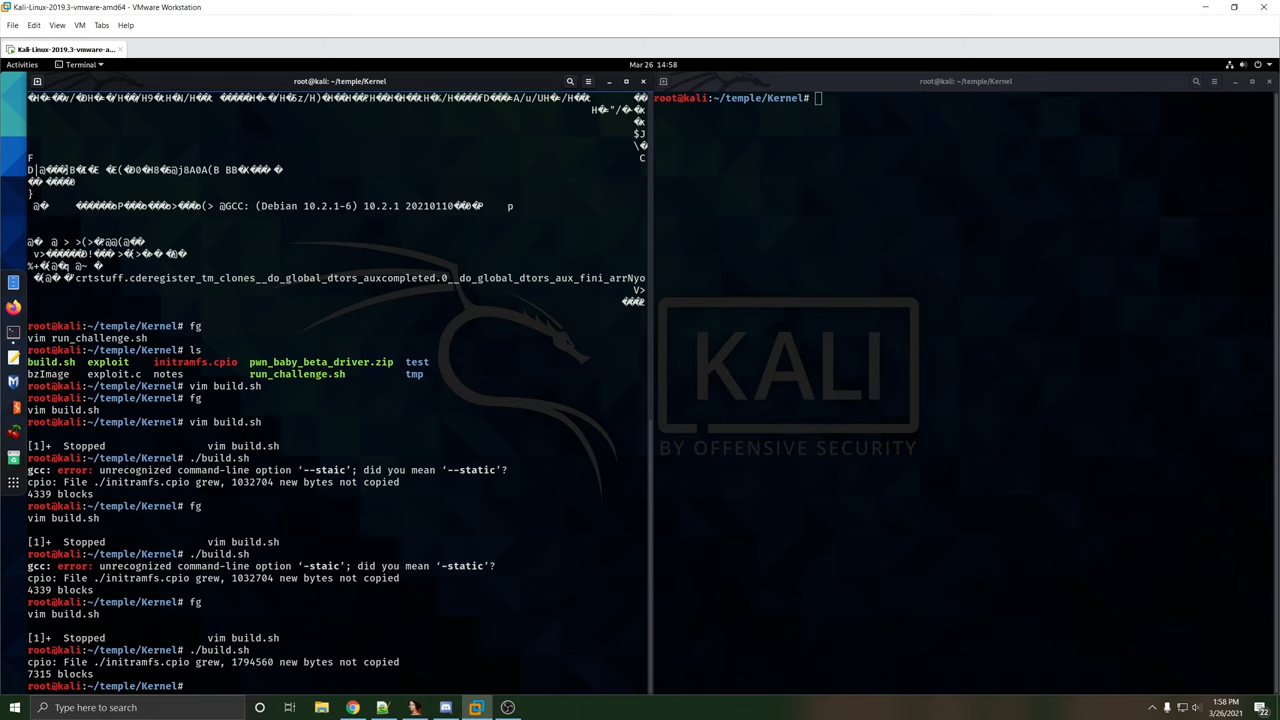 Kali-Linux-2019.3-vmware-amd64 - VMware Workstation
File Edit View VM Tabs Help
Kali-Linux-2019.3-vmware-a...
Activities Terminal Mar 26 14:58
root@kali: ~/temple/Kernel
root@kali: ~/temple/Kernel
root@kali:~/temple/Kernel#
$J
C
F
}
GCC: (Debian 10.2.1-6) 10.2.1 20210110
p
crtstuff.cderegister_tm_clones__do_global_dtors_auxcompleted.0__do_global_dtors_aux_fini_arrNyo
V>
root@kali:~/temple/Kernel# fg
vim run_challenge.sh
root@kali:~/temple/Kernel# ls
build.sh exploit initramfs.cpio pwn_baby_beta_driver.zip test
bzImage exploit.c notes run_challenge.sh tmp
root@kali:~/temple/Kernel# vim build.sh
root@kali:~/temple/Kernel# fg
vim build.sh
root@kali:~/temple/Kernel# vim build.sh
[1]+ Stopped vim build.sh
root@kali:~/temple/Kernel# ./build.sh
gcc: error: unrecognized command-line option ‘--staic’; did you mean ‘--static’?
cpio: File ./initramfs.cpio grew, 1032704 new bytes not copied
4339 blocks
root@kali:~/temple/Kernel# fg
vim build.sh
[1]+ Stopped vim build.sh
root@kali:~/temple/Kernel# ./build.sh
gcc: error: unrecognized command-line option ‘-staic’; did you mean ‘-static’?
cpio: File ./initramfs.cpio grew, 1032704 new bytes not copied
4339 blocks
root@kali:~/temple/Kernel# fg
vim build.sh
[1]+ Stopped vim build.sh
root@kali:~/temple/Kernel# ./build.sh
cpio: File ./initramfs.cpio grew, 1794560 new bytes not copied
7315 blocks
root@kali:~/temple/Kernel#
KALI
BY OFFENSIVE SECURITY
Type here to search
1:58 PM
3/26/2021
22